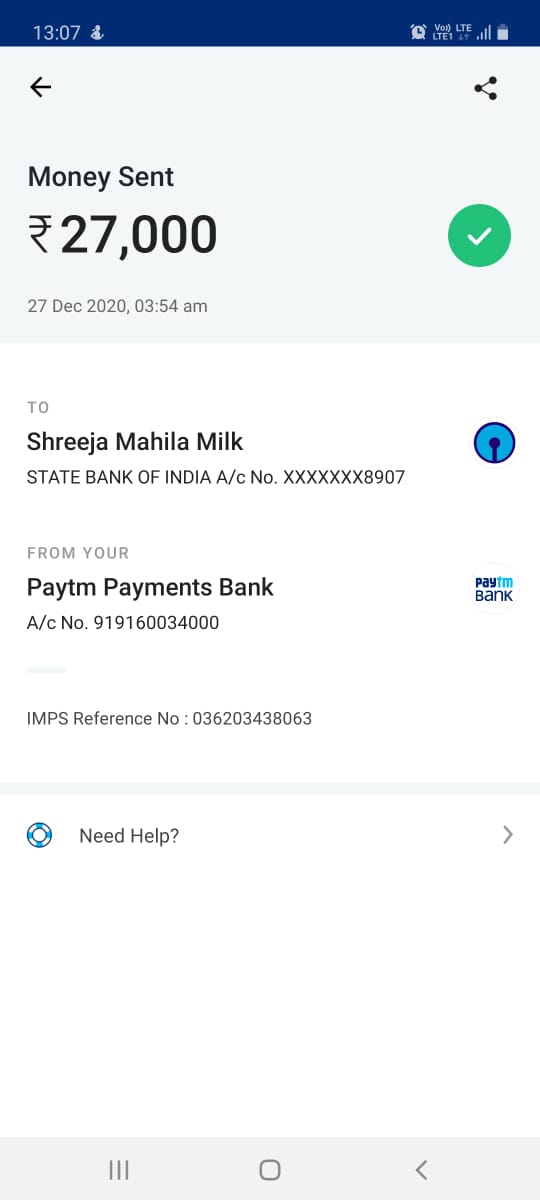 13:07
Vo)) LTE
LTE1
Money Sent
₹27,000
27 Dec 2020, 03:54 am
TO
Shreeja Mahila Milk
STATE BANK OF INDIA A/c No. XXXXXXX8907
FROM YOUR
Paytm Payments Bank
paytm
BANK
A/c No. 919160034000
IMPS Reference No : 036203438063
Need Help?